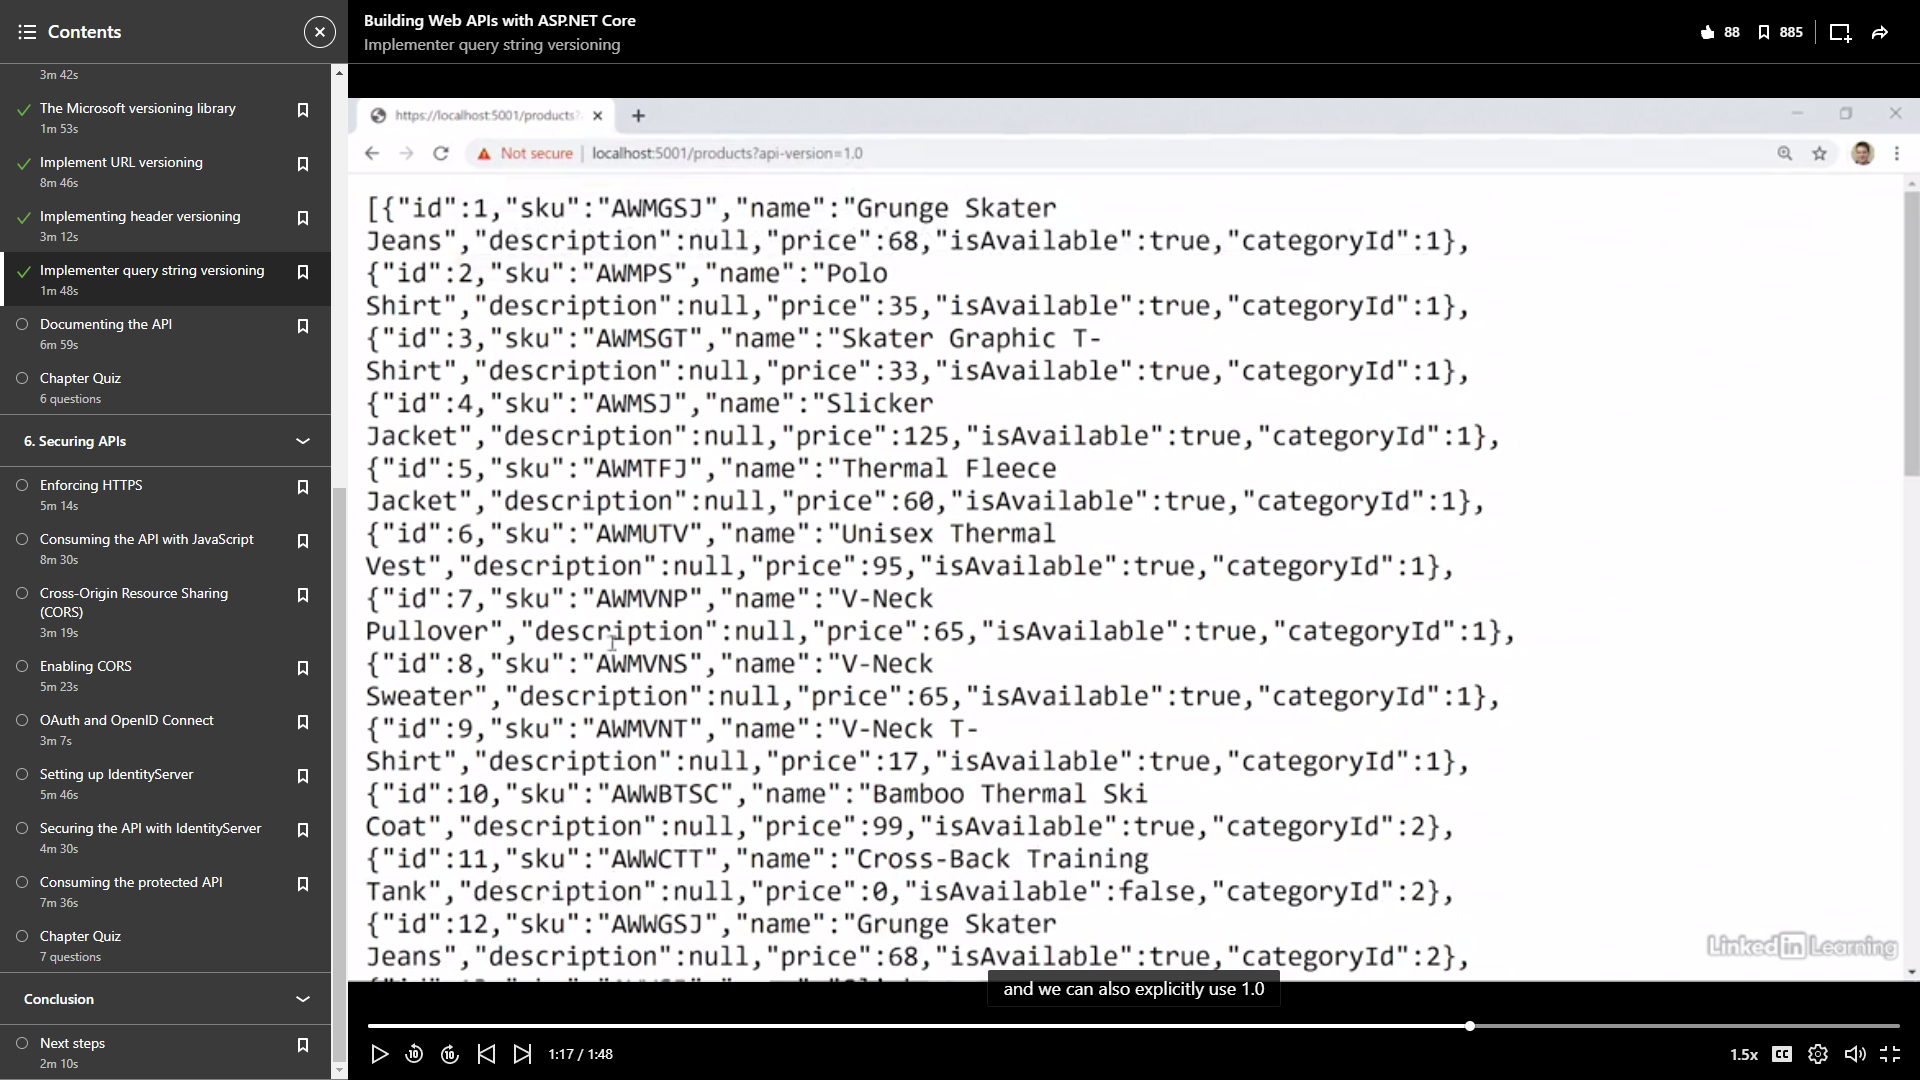 Contents
3m 42s
The Microsoft versioning library
1m 53s
Implement URL versioning
8m 46s
Implementing header versioning
3m 12s
Implementer query string versioning
1m 48s
Documenting the API
6m 59s
Chapter Quiz
6 questions
6. Securing APIs
Enforcing HTTPS
5m 14s
Consuming the API with JavaScript
8m 30s
Cross-Origin Resource Sharing
(CORS)
3m 19s
Enabling CORS
5m 23s
OAuth and OpenID Connect
3m 7s
Setting up IdentityServer
5m 46s
Securing the API with IdentityServer
4m 30s
Consuming the protected API
7m 36s
Chapter Quiz
7 questions
Conclusion
Next steps
2m 10s
Building Web APIs with ASP.NET Core
Implementer query string versioning
88 885
https://localhost:5001/products?
Not secure localhost:5001/products?api-version=1.0
[{"id":1,"sku":"AWMGSJ","name":"Grunge Skater
Jeans","description":null,"price":68,"isAvailable":true,"categoryId":1},
{"id":2,"sku":"AWMPS","name":"Polo
Shirt","description":null,"price":35,"isAvailable":true,"categoryId":1},
{"id":3,"sku":"AWMSGT","name":"Skater Graphic T-
Shirt","description":null,"price":33,"isAvailable":true,"categoryId":1},
{"id":4,"sku":"AWMSJ","name":"Slicker
Jacket","description":null,"price":125,"isAvailable":true,"categoryId":1},
{"id":5,"sku":"AWMTFJ","name":"Thermal Fleece
Jacket","description":null,"price":60,"isAvailable":true,"categoryId":1},
{"id":6,"sku":"AWMUTV","name":"Unisex Thermal
Vest","description":null,"price":95,"isAvailable":true,"categoryId":1},
{"id":7,"sku":"AWMVNP","name":"V-Neck
Pullover","description":null,"price":65,"isAvailable":true,"categoryId":1},
{"id":8,"sku":"AWMVNS","name":"V-Neck
Sweater","description":null,"price":65,"isAvailable":true,"categoryId":1},
{"id":9,"sku":"AWMVNT","name":"V-Neck T-
Shirt","description":null,"price":17,"isAvailable":true,"categoryId":1},
{"id":10,"sku":"AWWBTSC","name":"Bamboo Thermal Ski
Coat","description":null,"price":99,"isAvailable":true,"categoryId":2},
{"id":11,"sku":"AWWCTT","name":"Cross-Back Training
Tank","description":null,"price":0,"isAvailable":false,"categoryId":2},
{"id":12,"sku":"AWWGSJ","name":"Grunge Skater
Jeans","description":null,"price":68,"isAvailable":true,"categoryId":2},
Linked in Learning
and we can also explicitly use 1.0
10 10 1:17 / 1:48 1.5x CC